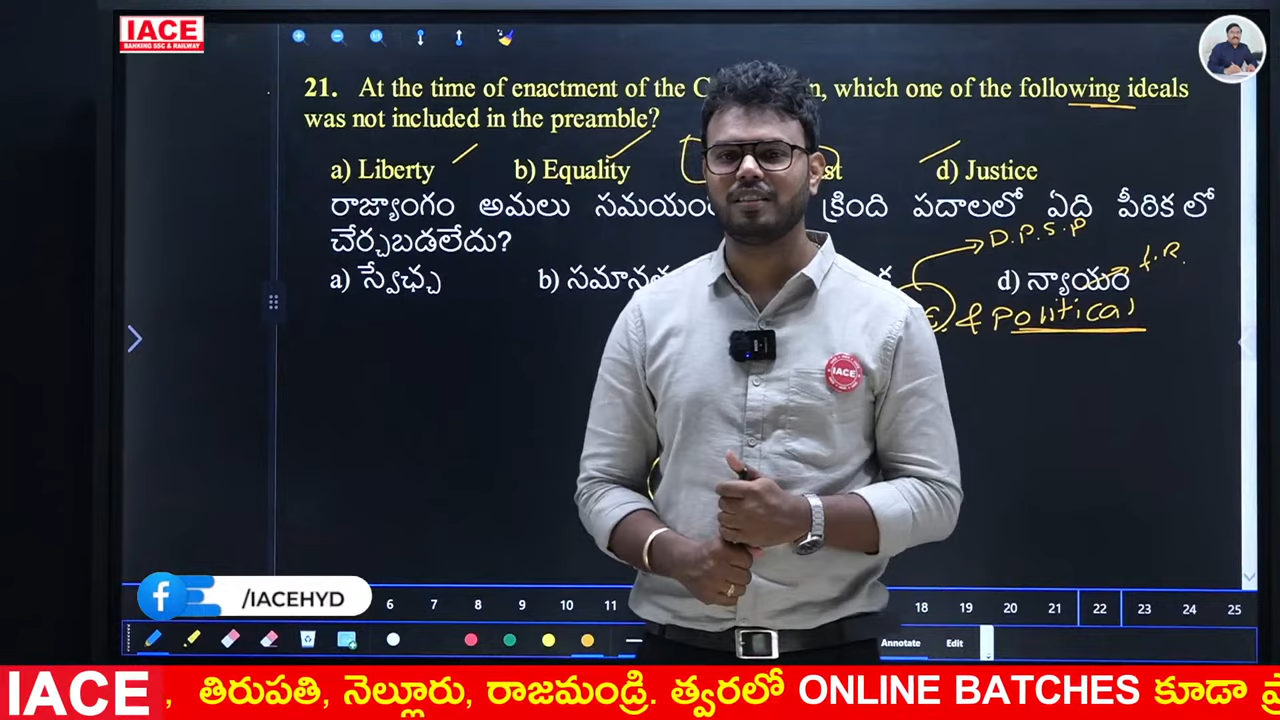 IACE
BANKING SSC & RAILWAY
21. At the time of enactment of the C n, which one of the following ideals
was not included in the preamble?
a) Liberty b) Equality st d) Justice
రాజ్యాంగం అమలు క్రింది పదాలలో ఏది పీఠిక లో
చేర్చబడలేదు?
D.P.S.P
a) స్వేచ్ఛ b) d)
f.R.
& political
IACE
/IACEHYD
6 7 8 9 10 11 18 19 20 21 22 23 24 25
Annotate Edit
IACE, తిరుపతి, నెల్లూరు, రాజమండ్రి. త్వరలో ONLINE BATCHES కూడా